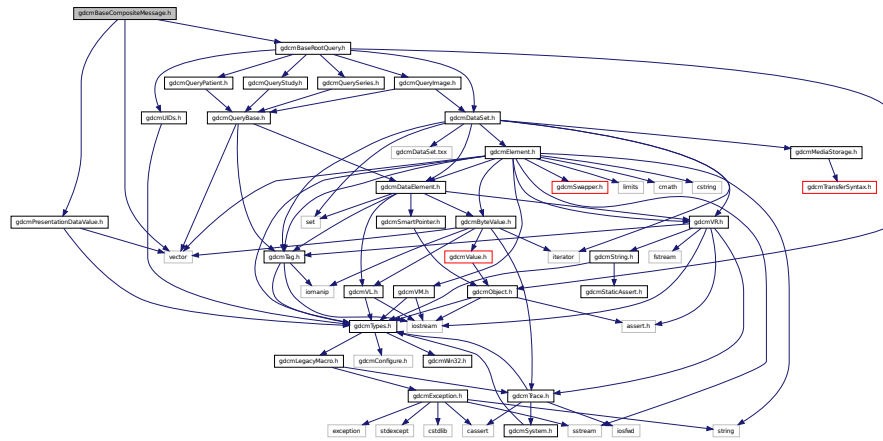 gdcmBaseCompositeMessage.h
gdcmBaseRootQuery.h
gdcmQueryPatient.h
gdcmQueryStudy.h
gdcmQuerySeries.h
gdcmQueryImage.h
gdcmUIDs.h
gdcmQueryBase.h
gdcmDataSet.h
gdcmDataSet.txx
gdcmElement.h
gdcmMediaStorage.h
gdcmDataElement.h
gdcmSwapper.h
limits
cmath
cstring
gdcmTransferSyntax.h
gdcmPresentationDataValue.h
set
gdcmSmartPointer.h
gdcmByteValue.h
gdcmVR.h
vector
gdcmTag.h
gdcmValue.h
iterator
gdcmString.h
fstream
iomanip
gdcmVL.h
gdcmVM.h
gdcmObject.h
gdcmStaticAssert.h
gdcmTypes.h
iostream
assert.h
gdcmLegacyMacro.h
gdcmConfigure.h
gdcmWin32.h
gdcmException.h
gdcmTrace.h
exception
stdexcept
cstdlib
cassert
gdcmSystem.h
sstream
iosfwd
string